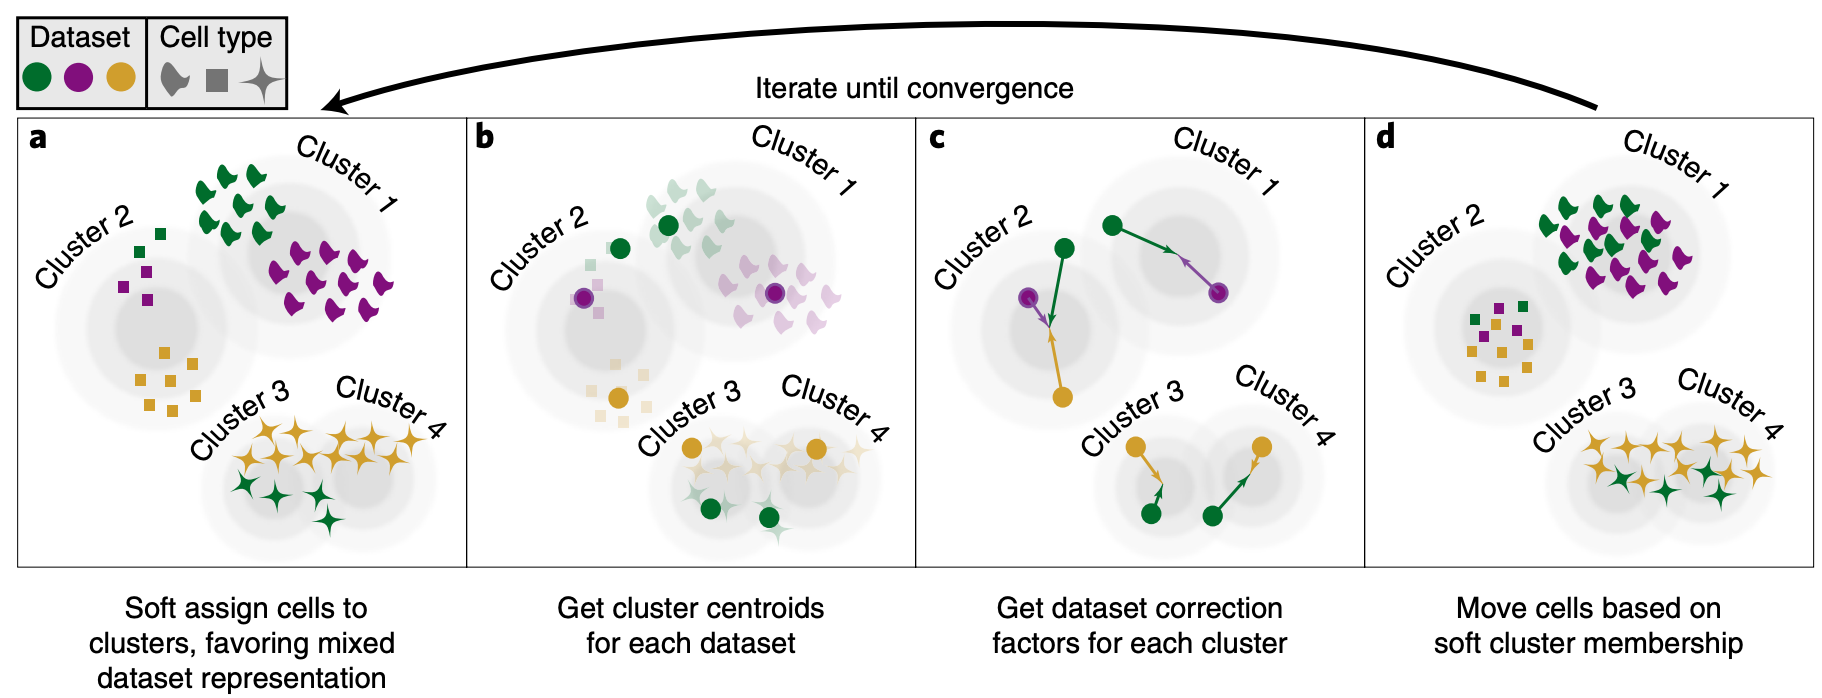 Dataset
Cell type
Iterate until convergence
a
Cluster 1
Cluster 2
Cluster 3
Cluster 4
b
Cluster 1
Cluster 2
Cluster 3
Cluster 4
c
Cluster 1
Cluster 2
Cluster 3
Cluster 4
d
Cluster 1
Cluster 2
Cluster 3
Cluster 4
Soft assign cells to
clusters, favoring mixed
dataset representation
Get cluster centroids
for each dataset
Get dataset correction
factors for each cluster
Move cells based on
soft cluster membership